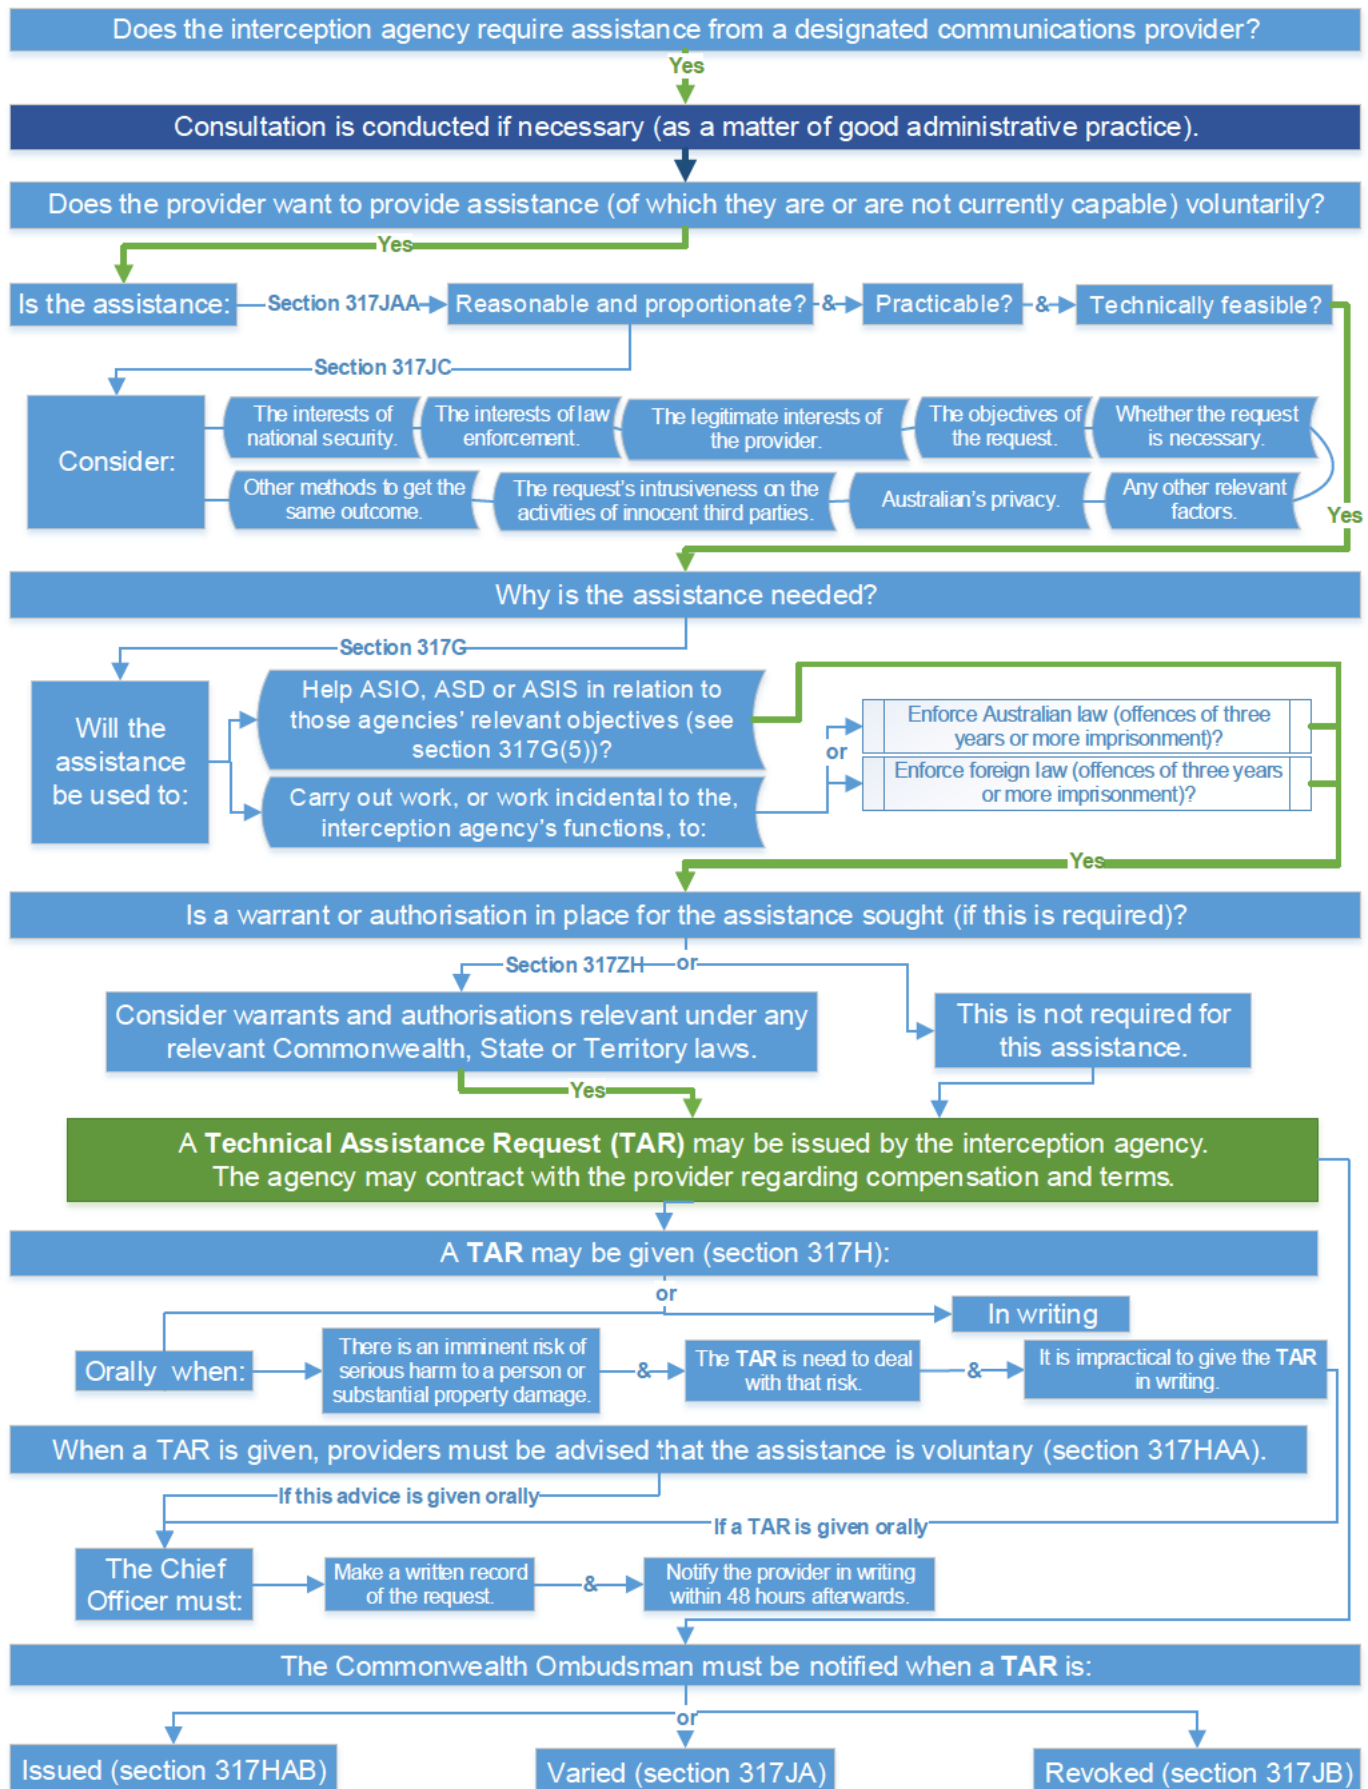 Does the interception agency require assistance from a designated communications provider?
Yes
Consultation is conducted if necessary (as a matter of good administrative practice).
Does the provider want to provide assistance (of which they are or are not currently capable) voluntarily?
Yes
Is the assistance:
Section 317JAA
Reasonable and proportionate?
&
Practicable?
&
Technically feasible?
Section 317JC
Consider:
The interests of
national security.
The interests of law
enforcement.
The legitimate interests of
the provider.
The objectives of
the request.
Whether the request
is necessary.
Other methods to get the
same outcome.
The request's intrusiveness on the
activities of innocent third parties.
Australian's privacy.
Any other relevant
factors.
Yes
Why is the assistance needed?
Section 317G
Will the
assistance
be used to:
Help ASIO, ASD or ASIS in relation to
those agencies' relevant objectives (see
section 317G(5))?
Carry out work, or work incidental to the,
interception agency's functions, to:
or
Enforce Australian law (offences of three
years or more imprisonment)?
Enforce foreign law (offences of three years
or more imprisonment)?
Yes
Is a warrant or authorisation in place for the assistance sought (if this is required)?
Section 317ZH
or
Consider warrants and authorisations relevant under any
relevant Commonwealth, State or Territory laws.
This is not required for
this assistance.
Yes
A Technical Assistance Request (TAR) may be issued by the interception agency.
The agency may contract with the provider regarding compensation and terms.
A TAR may be given (section 317H):
or
In writing
Orally when:
There is an imminent risk of
serious harm to a person or
substantial property damage.
&
The TAR is need to deal
with that risk.
&
It is impractical to give the TAR
in writing.
When a TAR is given, providers must be advised that the assistance is voluntary (section 317HAA).
If this advice is given orally
If a TAR is given orally
The Chief
Officer must:
Make a written record
of the request.
&
Notify the provider in writing
within 48 hours afterwards.
The Commonwealth Ombudsman must be notified when a TAR is:
or
Issued (section 317HAB)
Varied (section 317JA)
Revoked (section 317JB)